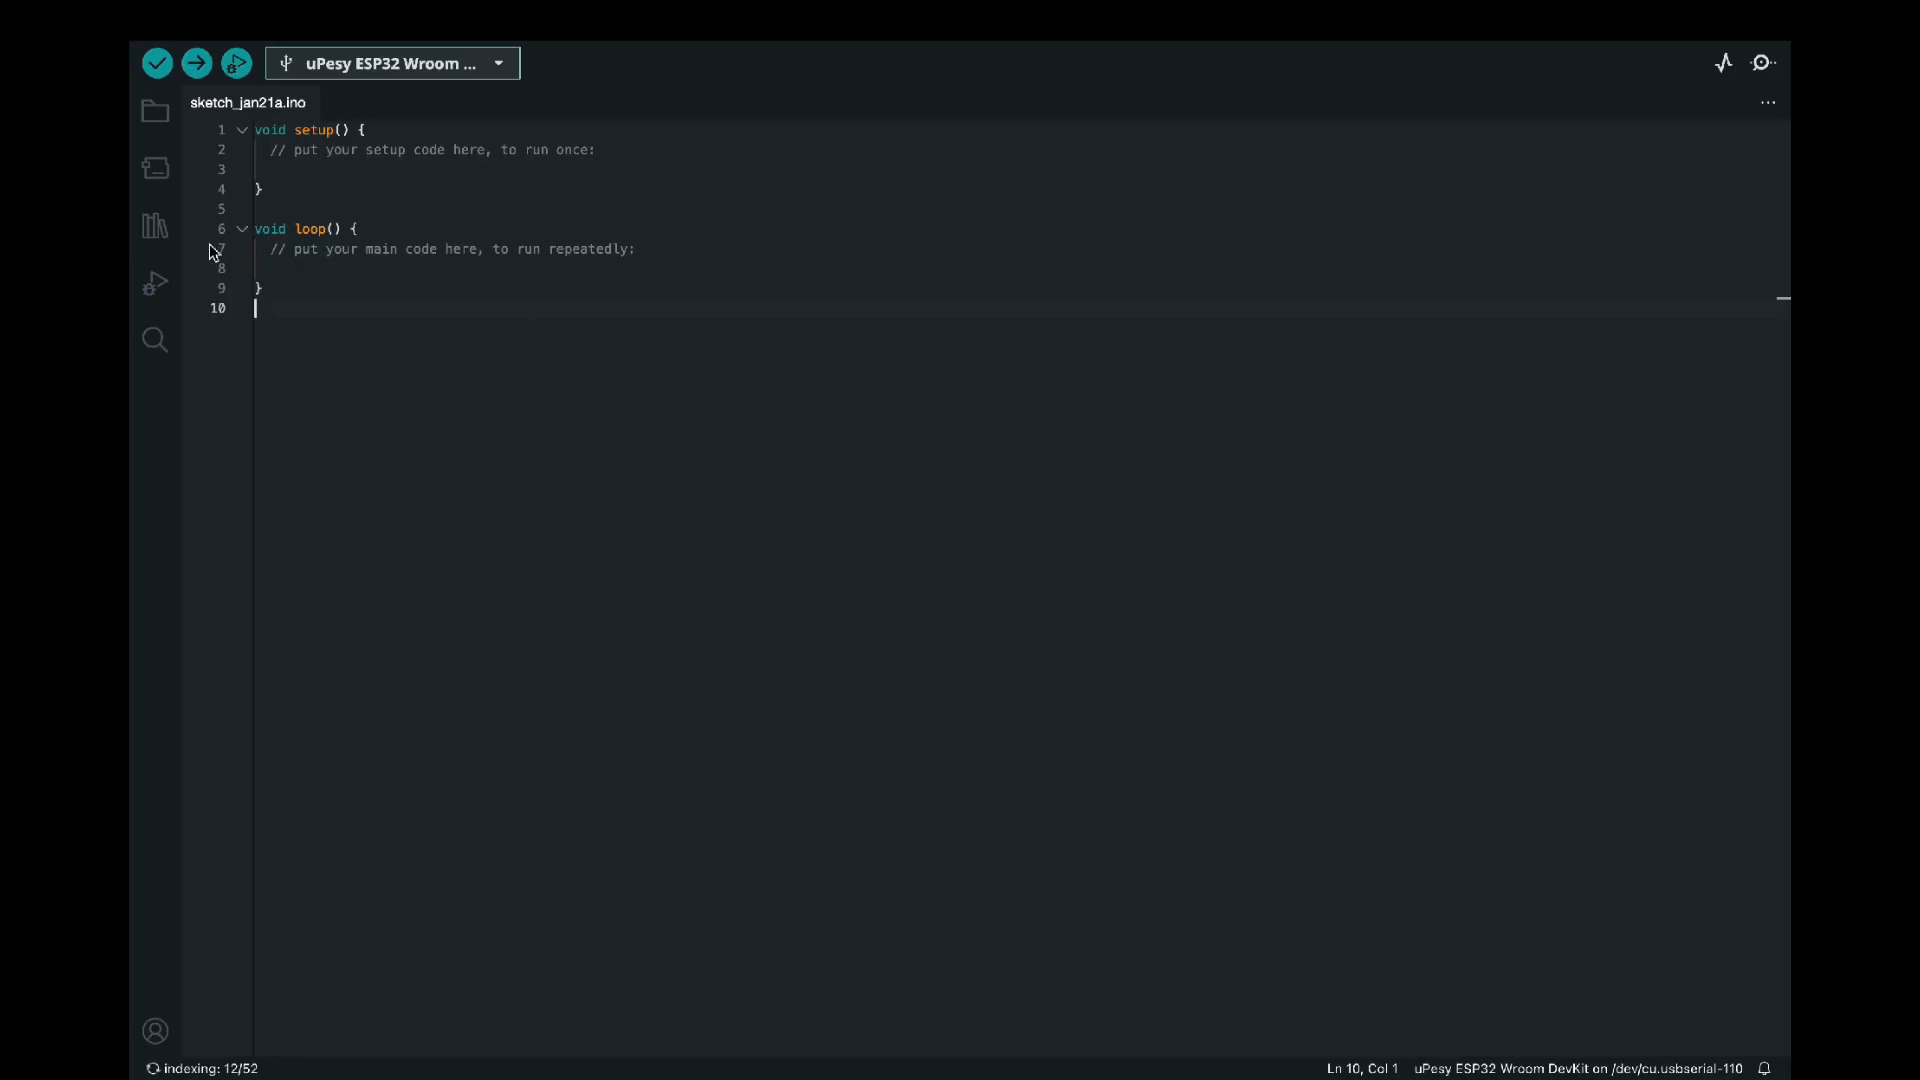 uPesy ESP32 Wroom ...
sketch_jan21a.ino
1 void setup() {
2 // put your setup code here, to run once:
3
4 }
5
6 void loop() {
7 // put your main code here, to run repeatedly:
8
9 }
10
indexing: 12/52 Ln 10, Col 1 uPesy ESP32 Wroom DevKit on /dev/cu.usbserial-110